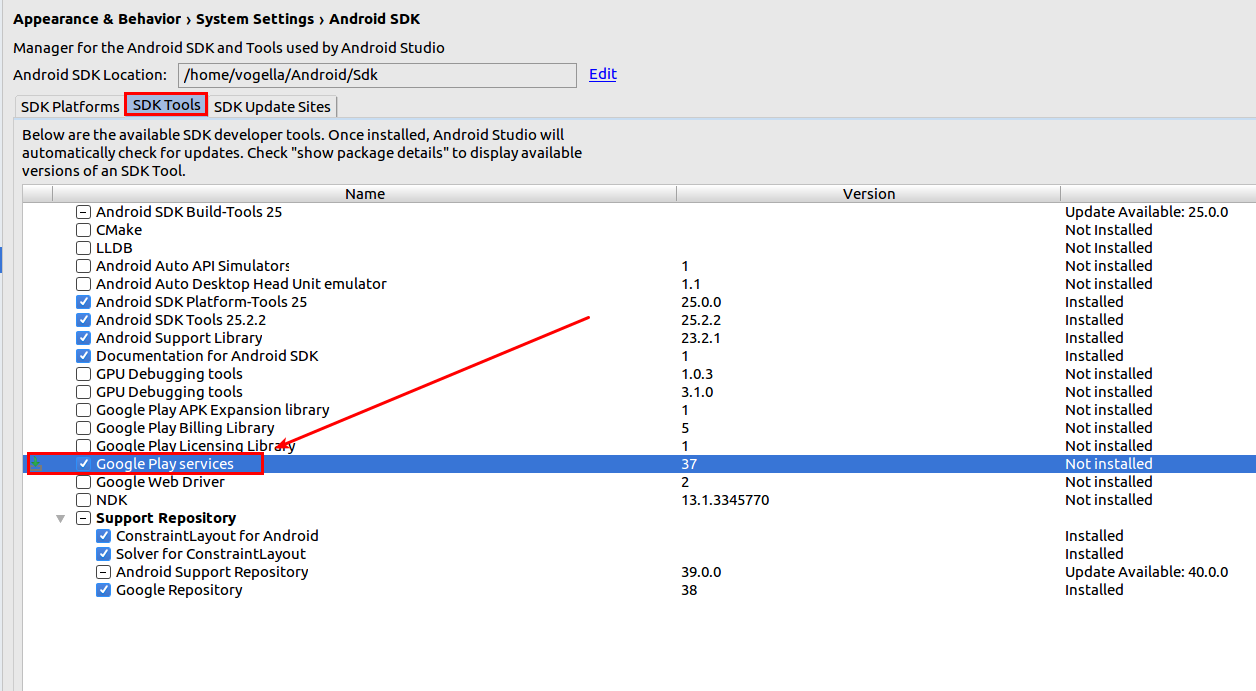 Appearance & Behavior › System Settings › Android SDK
Manager for the Android SDK and Tools used by Android Studio
Android SDK Location: /home/vogella/Android/Sdk Edit
SDK Platforms SDK Tools SDK Update Sites
Below are the available SDK developer tools. Once installed, Android Studio will
automatically check for updates. Check "show package details" to display available
versions of an SDK Tool.
Name Version
Android SDK Build-Tools 25 Update Available: 25.0.0
CMake Not Installed
LLDB Not Installed
Android Auto API Simulators 1 Not installed
Android Auto Desktop Head Unit emulator 1.1 Not installed
Android SDK Platform-Tools 25 25.0.0 Installed
Android SDK Tools 25.2.2 25.2.2 Installed
Android Support Library 23.2.1 Installed
Documentation for Android SDK 1 Installed
GPU Debugging tools 1.0.3 Not installed
GPU Debugging tools 3.1.0 Not installed
Google Play APK Expansion library 1 Not installed
Google Play Billing Library 5 Not installed
Google Play Licensing Library 1 Not installed
Google Play services 37 Not installed
Google Web Driver 2 Not installed
NDK 13.1.3345770 Not installed
Support Repository
ConstraintLayout for Android Installed
Solver for ConstraintLayout Installed
Android Support Repository 39.0.0 Update Available: 40.0.0
Google Repository 38 Installed